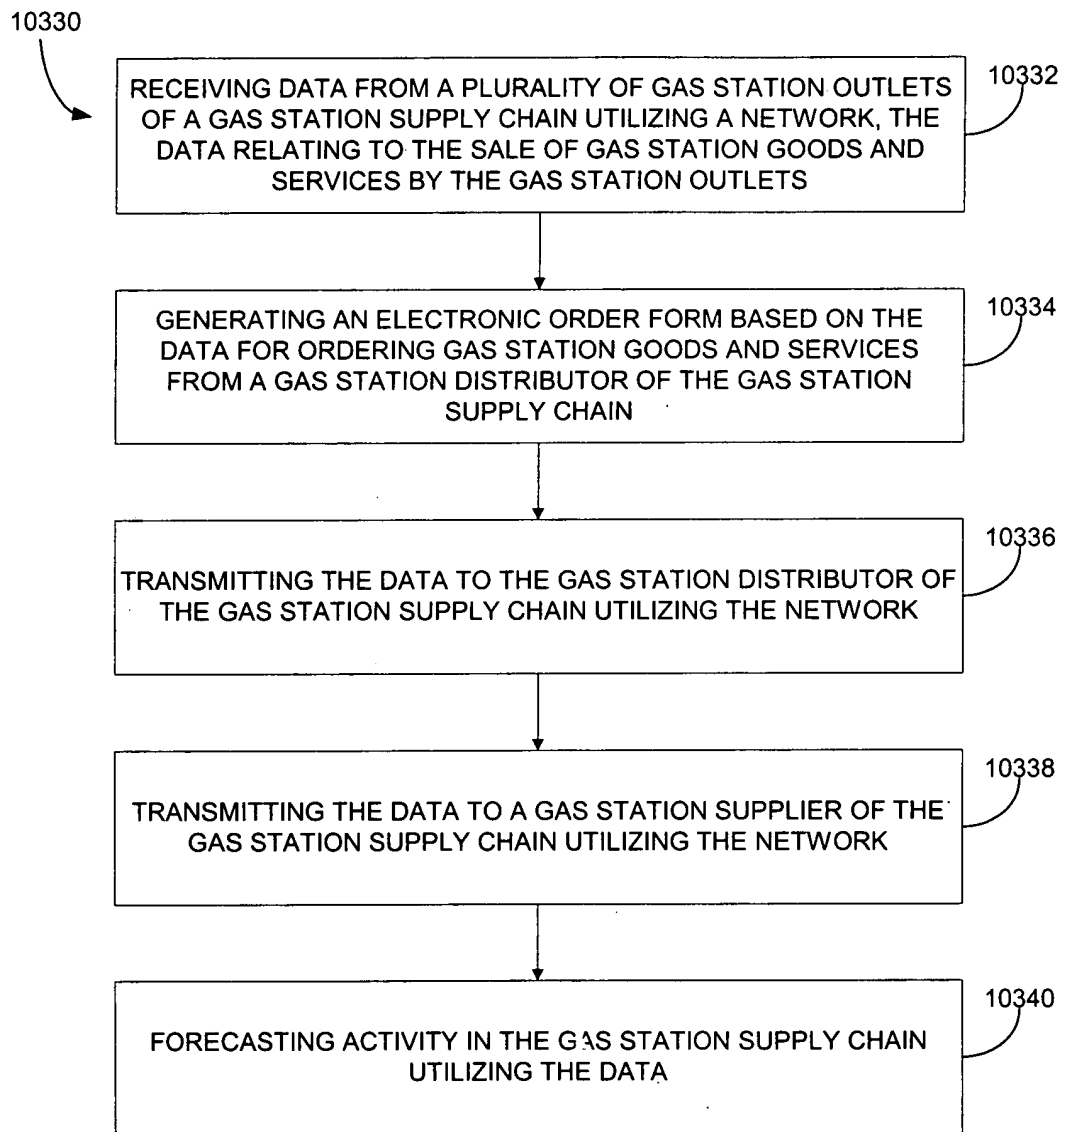 10330
10332
RECEIVING DATA FROM A PLURALITY OF GAS STATION OUTLETS
OF A GAS STATION SUPPLY CHAIN UTILIZING A NETWORK, THE
DATA RELATING TO THE SALE OF GAS STATION GOODS AND
SERVICES BY THE GAS STATION OUTLETS
10334
GENERATING AN ELECTRONIC ORDER FORM BASED ON THE
DATA FOR ORDERING GAS STATION GOODS AND SERVICES
FROM A GAS STATION DISTRIBUTOR OF THE GAS STATION
SUPPLY CHAIN
10336
TRANSMITTING THE DATA TO THE GAS STATION DISTRIBUTOR OF
THE GAS STATION SUPPLY CHAIN UTILIZING THE NETWORK
10338
TRANSMITTING THE DATA TO A GAS STATION SUPPLIER OF THE
GAS STATION SUPPLY CHAIN UTILIZING THE NETWORK
10340
FORECASTING ACTIVITY IN THE GAS STATION SUPPLY CHAIN
UTILIZING THE DATA